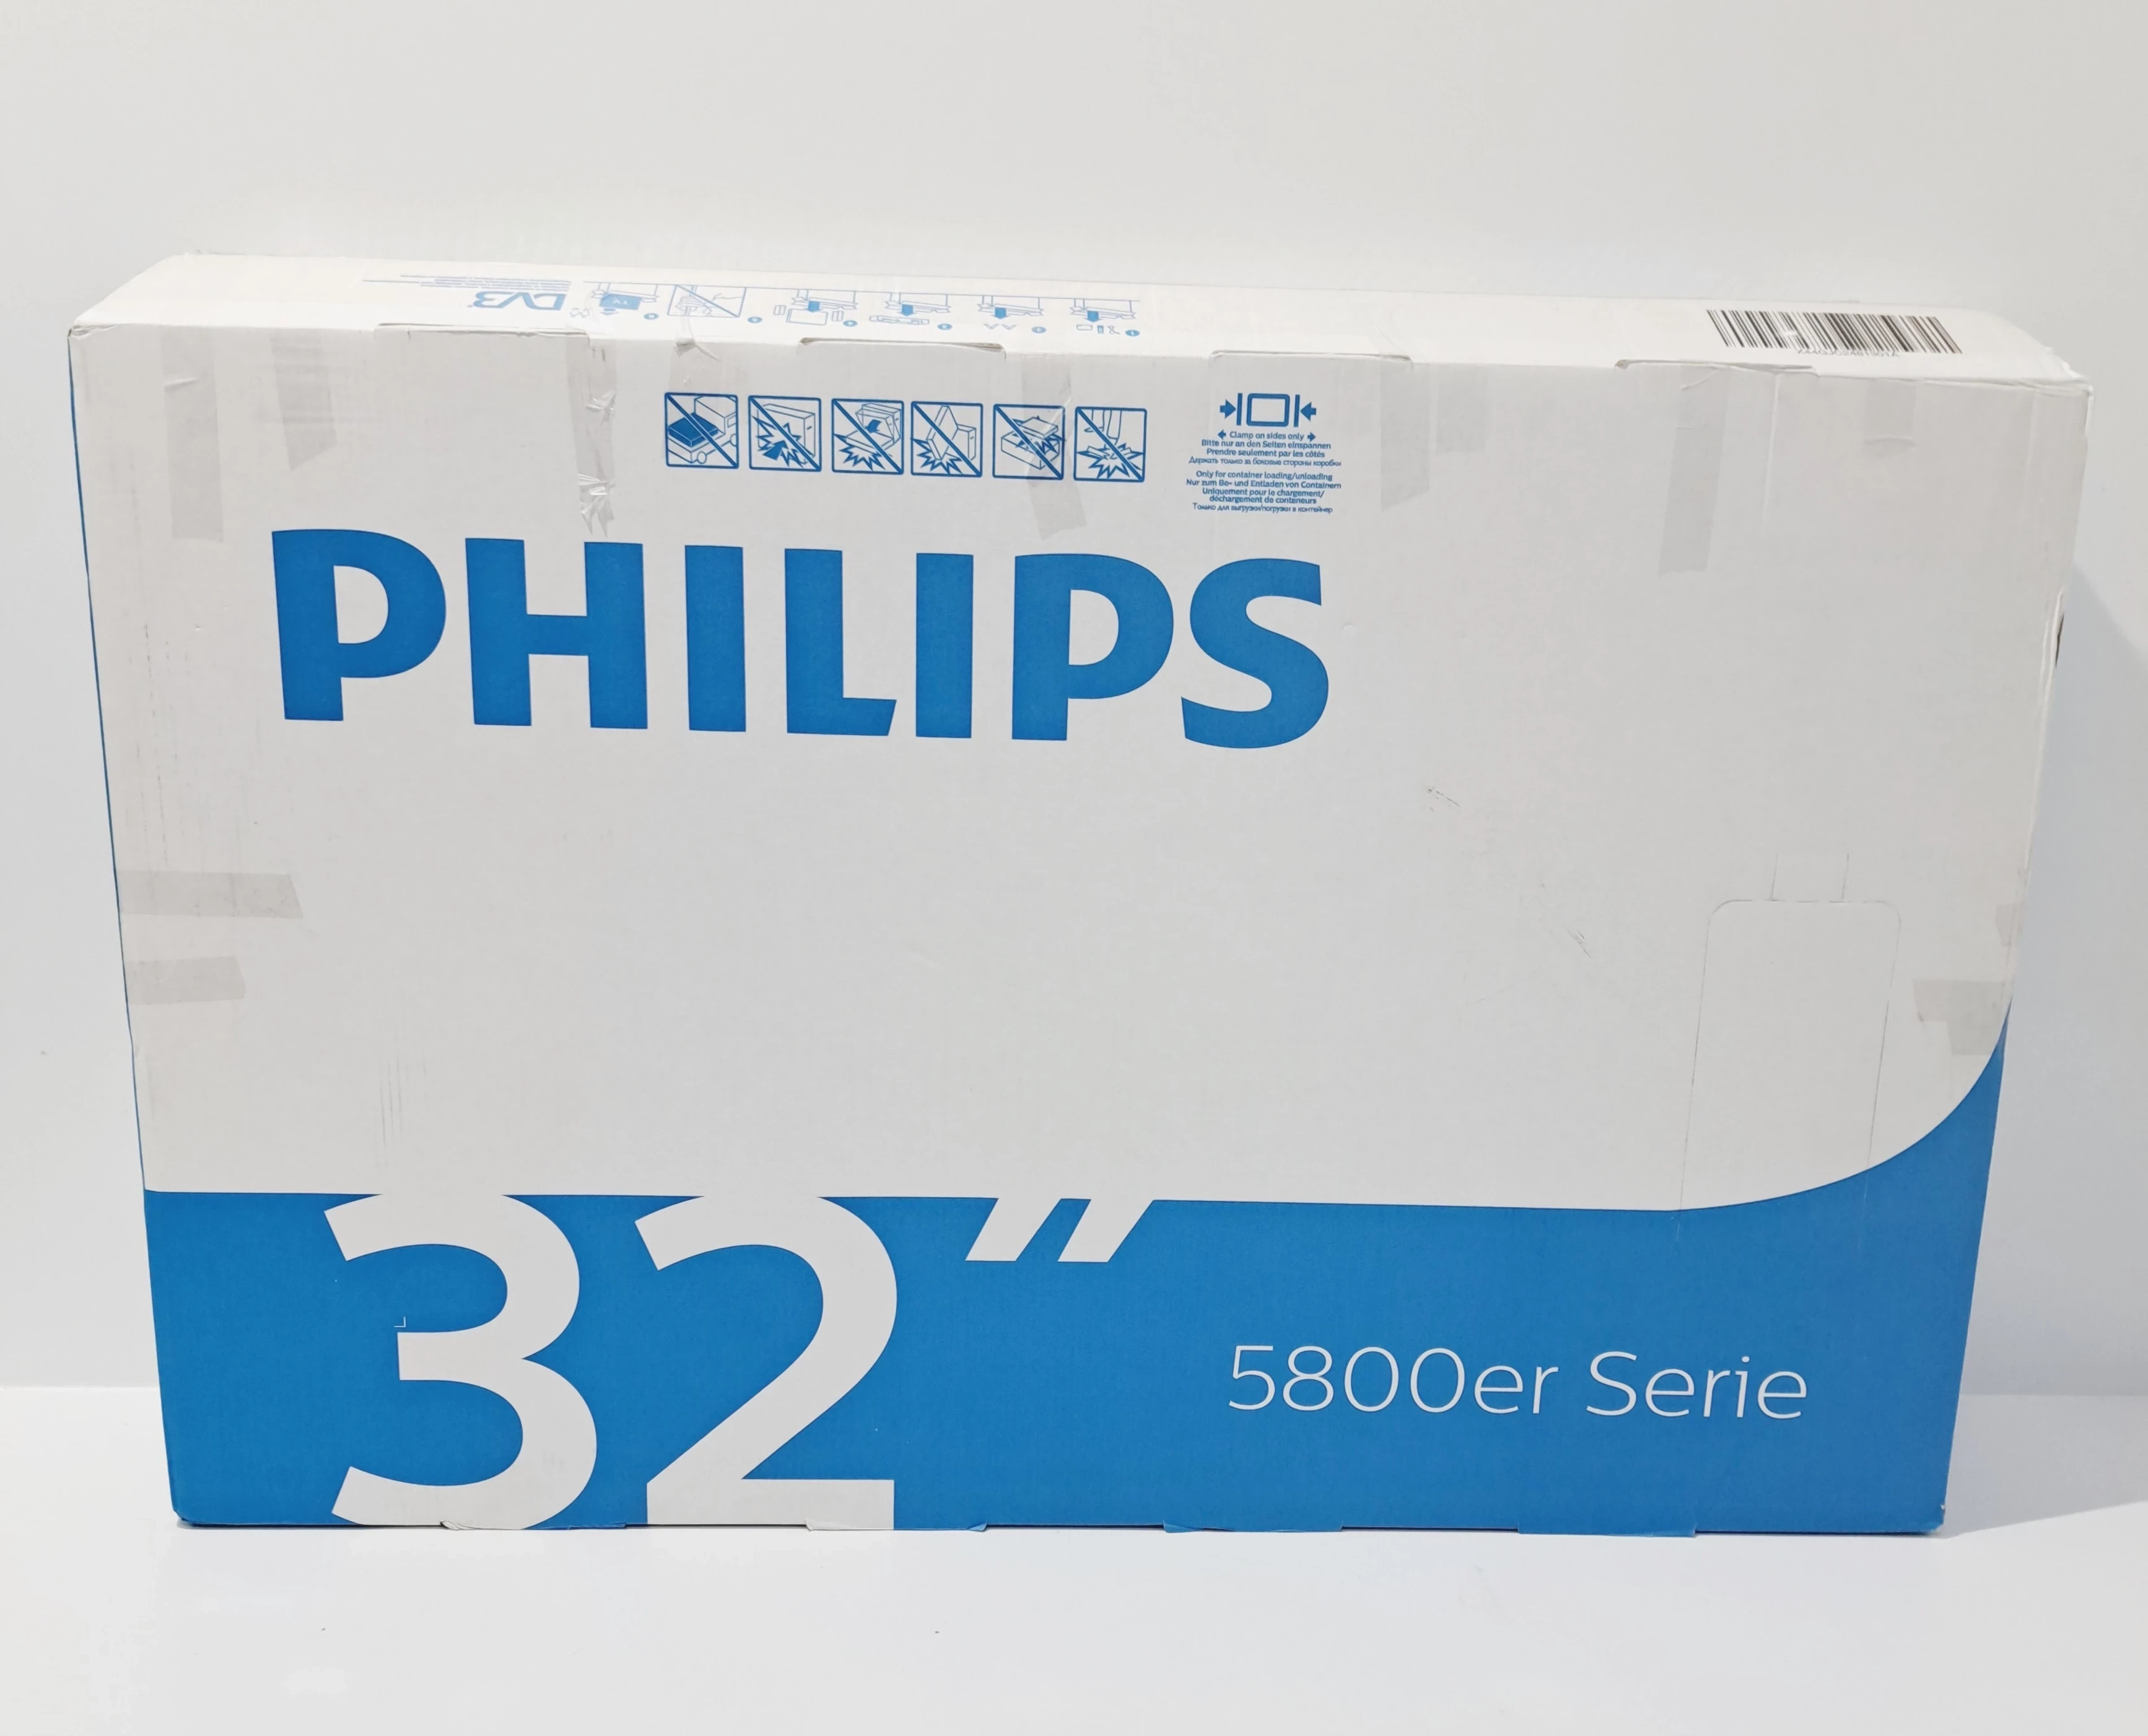 DVB
TV
Clamp on sides only
Bitte nur an den Seiten einspannen
Prendre seulement par les côtés
Держать только за боковые стороны коробки
Only for container loading/unloading
Nur zum Be- und Entladen von Containern
Uniquement pour le chargement/
déchargement de conteneurs
Только для выгрузки/погрузки в контейнер
PHILIPS
32"
5800er Serie